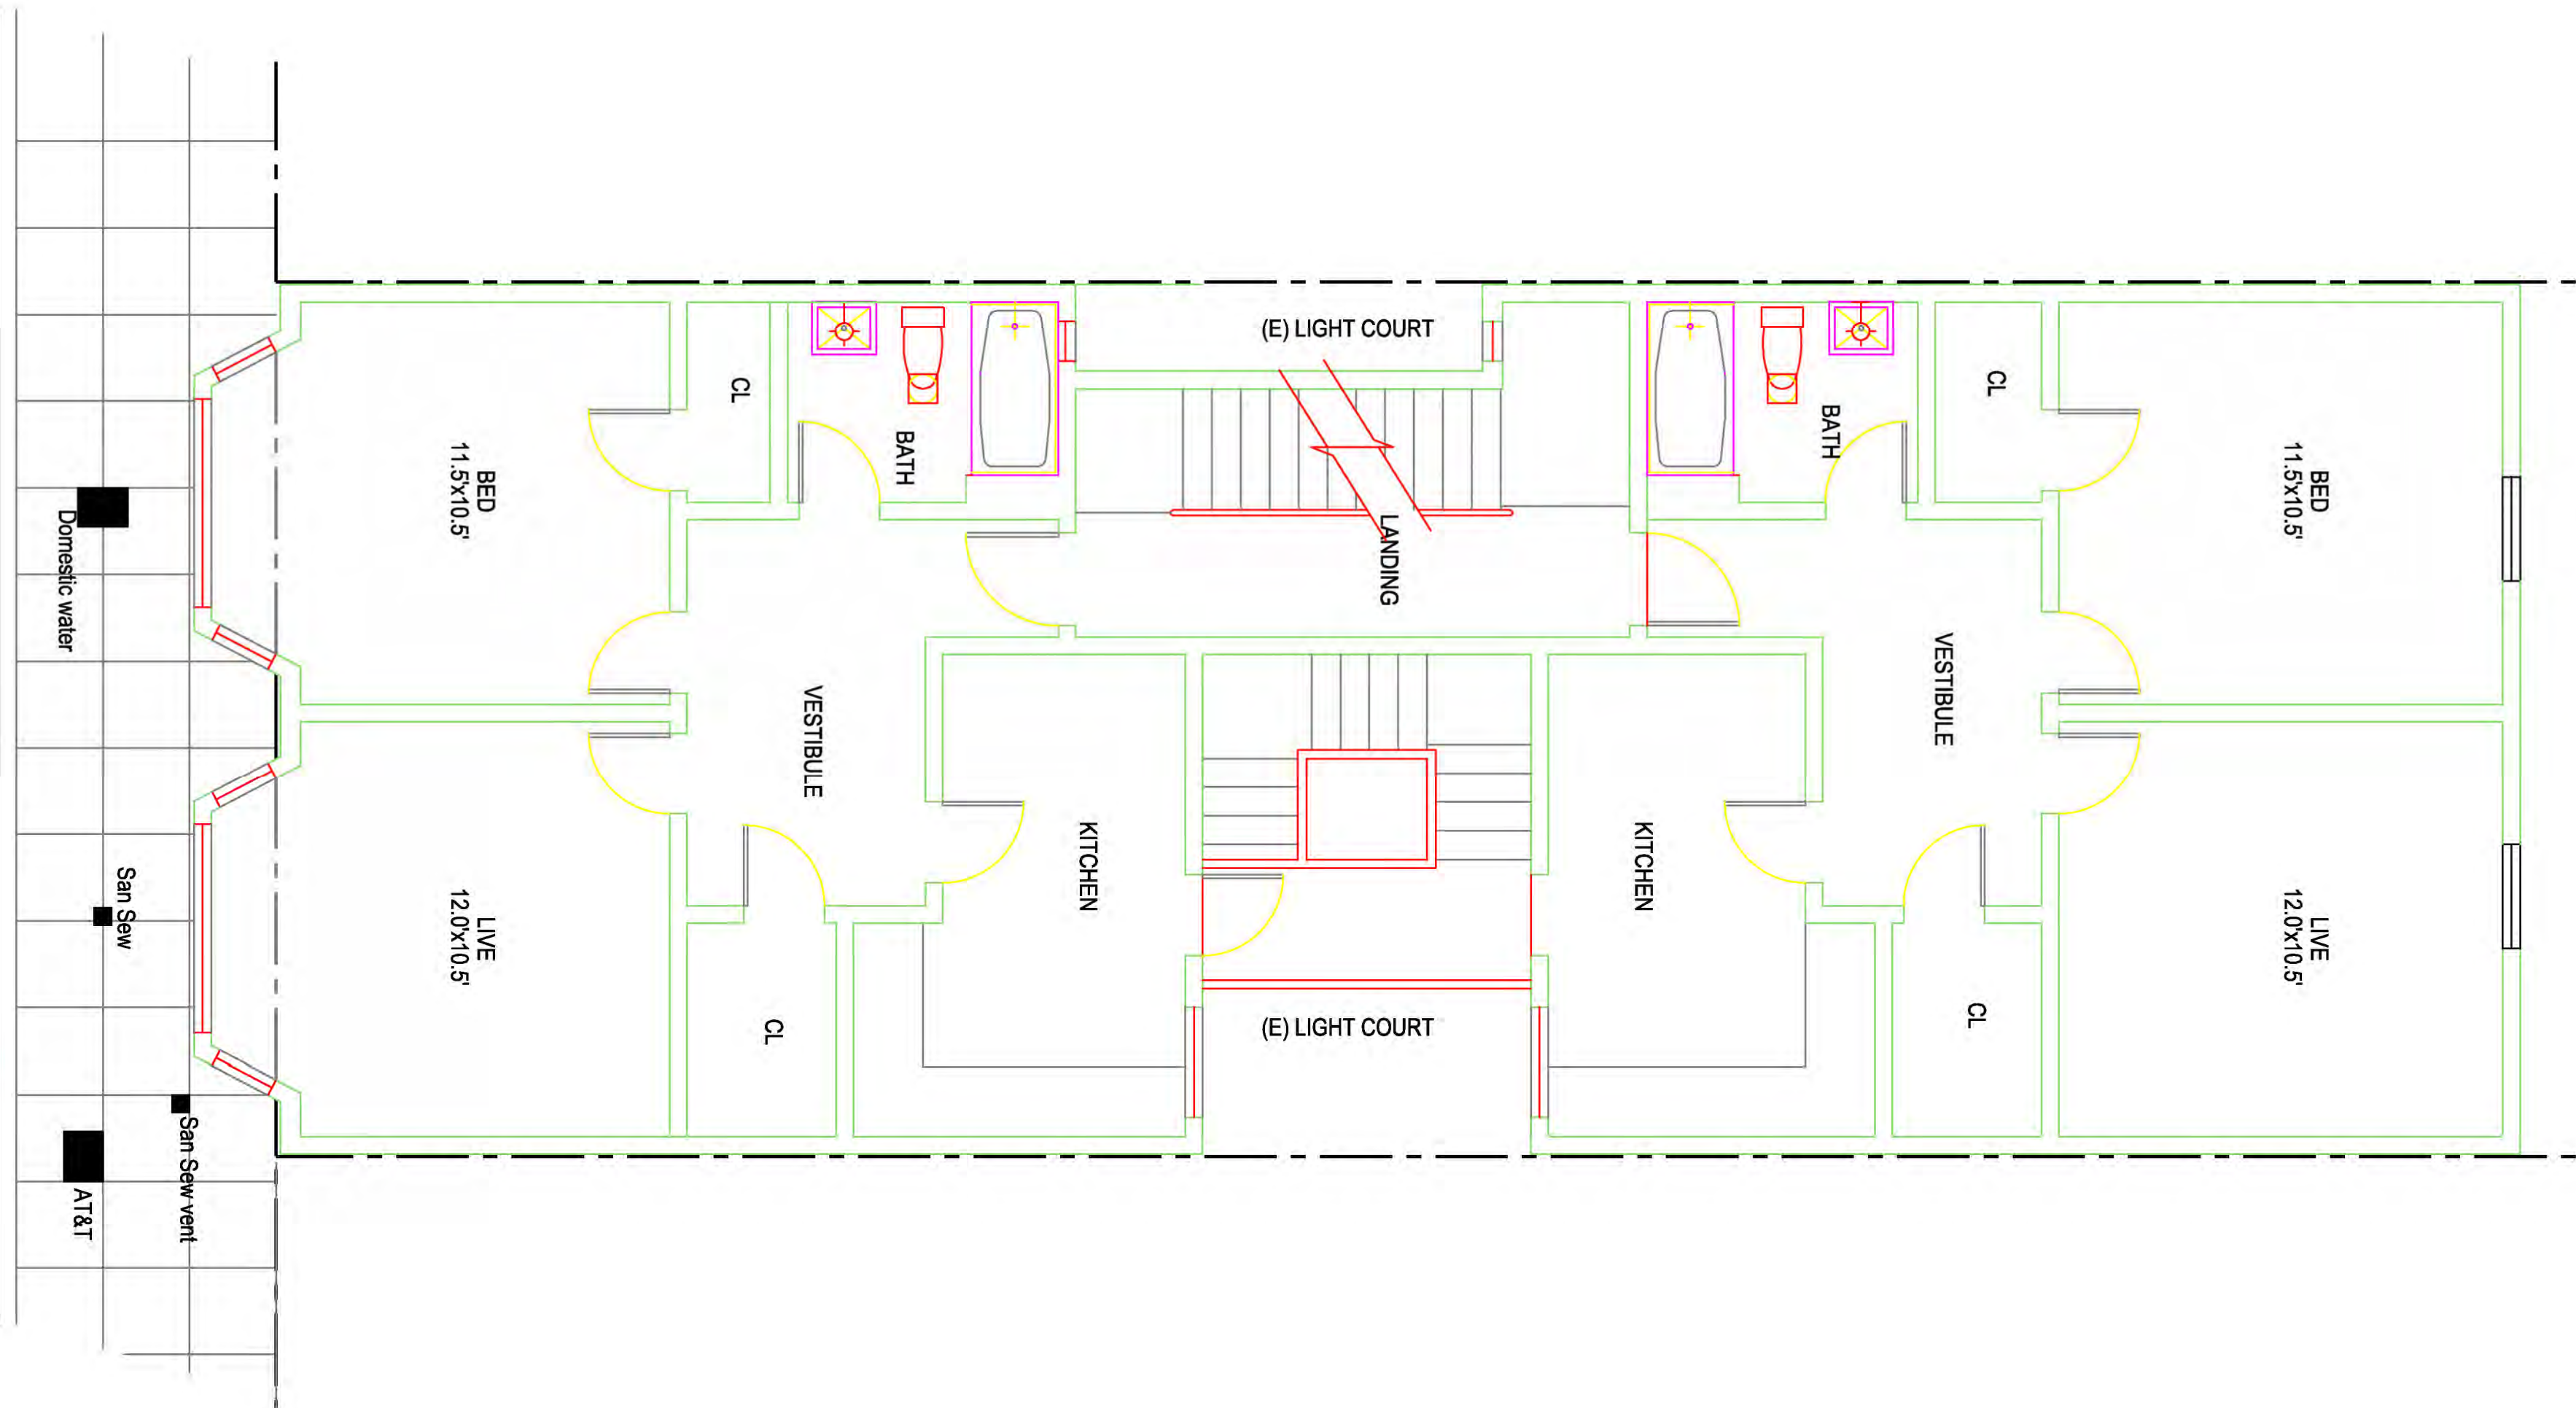 (E) LIGHT COURT
CL
BATH
BED
11.5'x10.5'
Domestic water
LANDING
VESTIBULE
KITCHEN
LIVE
12.0'x10.5'
CL
San Sew
San Sew vent
AT&T
(E) LIGHT COURT
KITCHEN
BATH
CL
VESTIBULE
CL
BED
11.5'x10.5'
LIVE
12.0'x10.5'